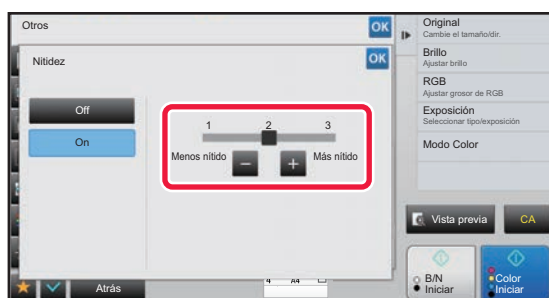 Otros
OK
Nitidez
OK
Off
On
1 2 3
Menos nítido
Más nítido
Atrás
4 A4
Original
Cambie el tamaño/dir.
Brillo
Ajustar brillo
RGB
Ajustar grosor de RGB
Exposición
Seleccionar tipo/exposición
Modo Color
Vista previa
CA
B/N
Iniciar
Color
Iniciar